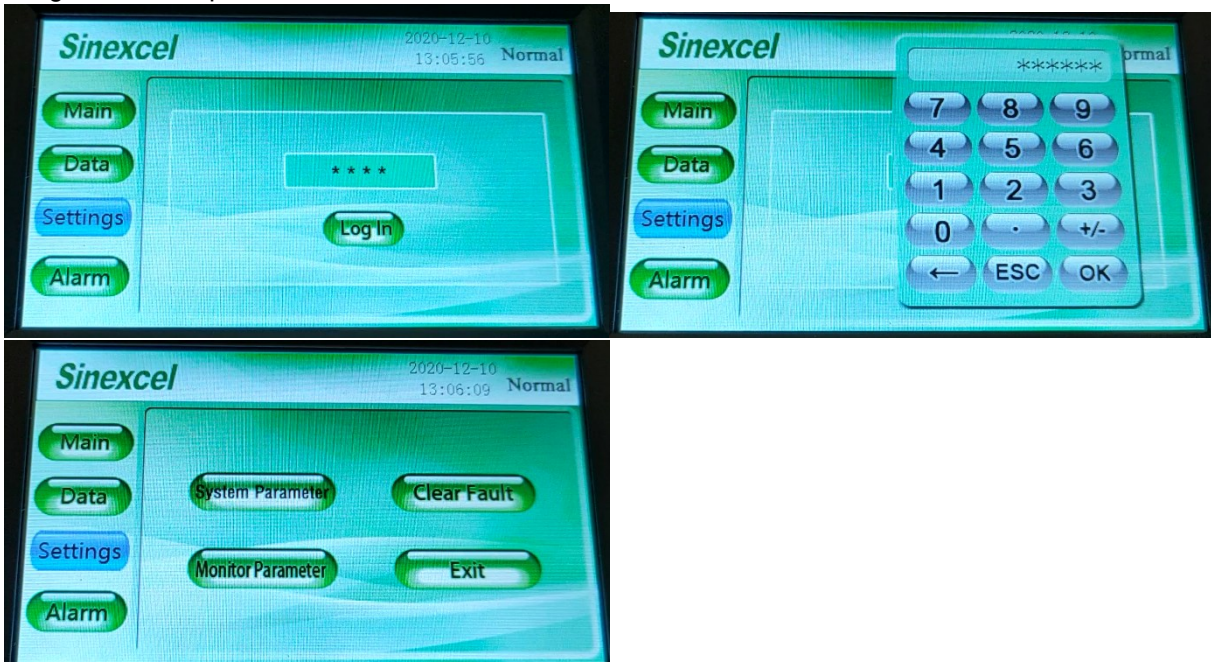 Sinexcel
2020-12-10
13:05:56 Normal
Main
Data
* * * *
Settings
Log In
Alarm
Sinexcel
******
Main
7 8 9
Data
4 5 6
Settings
1 2 3
0 . +/-
Alarm
← ESC OK
Sinexcel
2020-12-10
13:06:09 Normal
Main
System Parameter Clear Fault
Data
Settings
Monitor Parameter Exit
Alarm